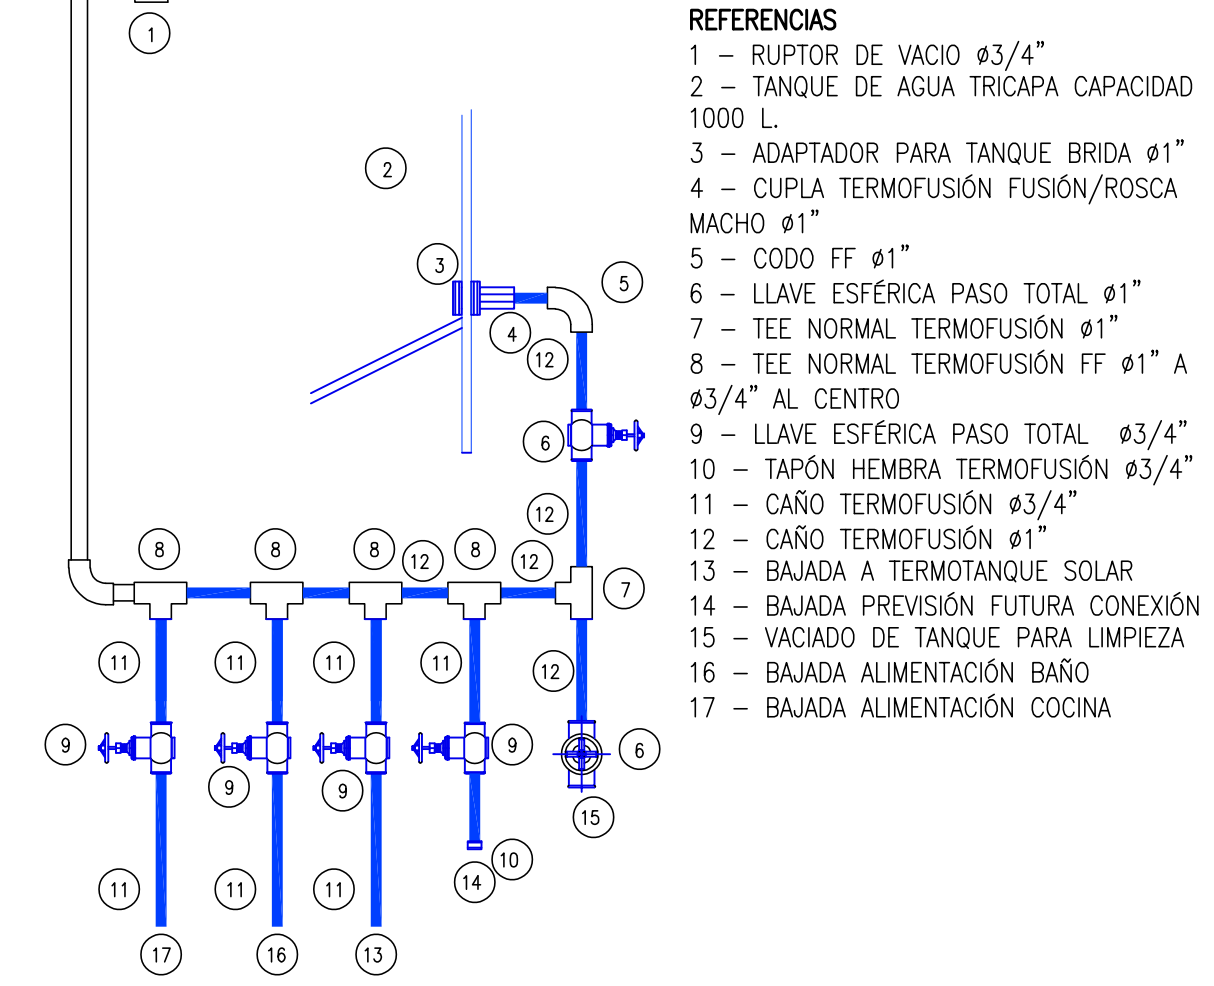 REFERENCIAS
1 – RUPTOR DE VACIO ø3/4"
2 – TANQUE DE AGUA TRICAPA CAPACIDAD
1000 L.
3 – ADAPTADOR PARA TANQUE BRIDA ø1"
4 – CUPLA TERMOFUSIÓN FUSIÓN/ROSCA
MACHO ø1"
5 – CODO FF ø1"
6 – LLAVE ESFÉRICA PASO TOTAL ø1"
7 – TEE NORMAL TERMOFUSIÓN ø1"
8 – TEE NORMAL TERMOFUSIÓN FF ø1" A
ø3/4" AL CENTRO
9 – LLAVE ESFÉRICA PASO TOTAL ø3/4"
10 – TAPÓN HEMBRA TERMOFUSIÓN ø3/4"
11 – CAÑO TERMOFUSIÓN ø3/4"
12 – CAÑO TERMOFUSIÓN ø1"
13 – BAJADA A TERMOTANQUE SOLAR
14 – BAJADA PREVISIÓN FUTURA CONEXIÓN
15 – VACIADO DE TANQUE PARA LIMPIEZA
16 – BAJADA ALIMENTACIÓN BAÑO
17 – BAJADA ALIMENTACIÓN COCINA
1
2
3
5
4
12
6
12
8
8
8
12
8
12
7
11
11
11
11
12
9
9
9
9
6
15
10
14
11
11
11
17
16
13